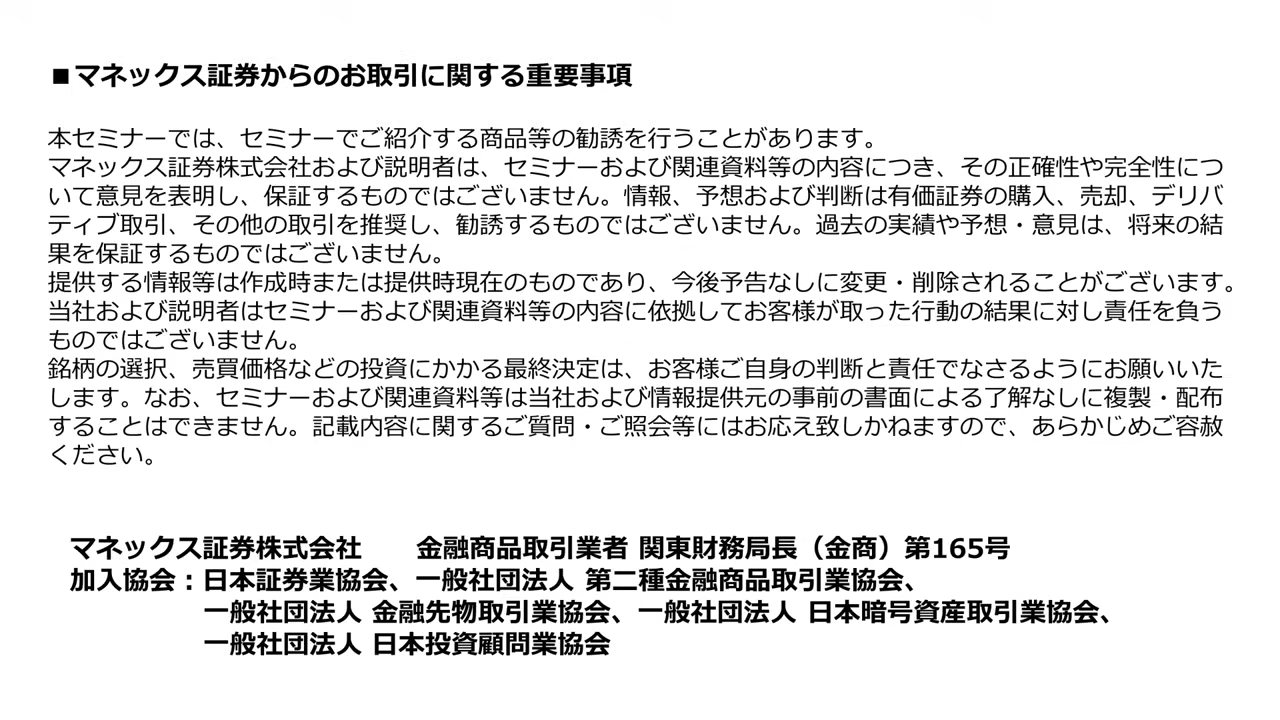 ■マネックス証券からのお取引に関する重要事項
本セミナーでは、セミナーでご紹介する商品等の勧誘を行うことがあります。
マネックス証券株式会社および説明者は、セミナーおよび関連資料等の内容につき、その正確性や完全性につ
いて意見を表明し、保証するものではございません。情報、予想および判断は有価証券の購入、売却、デリバ
ティブ取引、その他の取引を推奨し、勧誘するものではございません。過去の実績や予想・意見は、将来の結
果を保証するものではございません。
提供する情報等は作成時または提供時現在のものであり、今後予告なしに変更・削除されることがございます。
当社および説明者はセミナーおよび関連資料等の内容に依拠してお客様が取った行動の結果に対し責任を負う
ものではございません。
銘柄の選択、売買価格などの投資にかかる最終決定は、お客様ご自身の判断と責任でなさるようにお願いいた
します。なお、セミナーおよび関連資料等は当社および情報提供元の事前の書面による了解なしに複製・配布
することはできません。記載内容に関するご質問・ご照会等にはお応え致しかねますので、あらかじめご容赦
ください。
マネックス証券株式会社　　金融商品取引業者 関東財務局長（金商）第165号
加入協会：日本証券業協会、一般社団法人 第二種金融商品取引業協会、
一般社団法人 金融先物取引業協会、一般社団法人 日本暗号資産取引業協会、
一般社団法人 日本投資顧問業協会